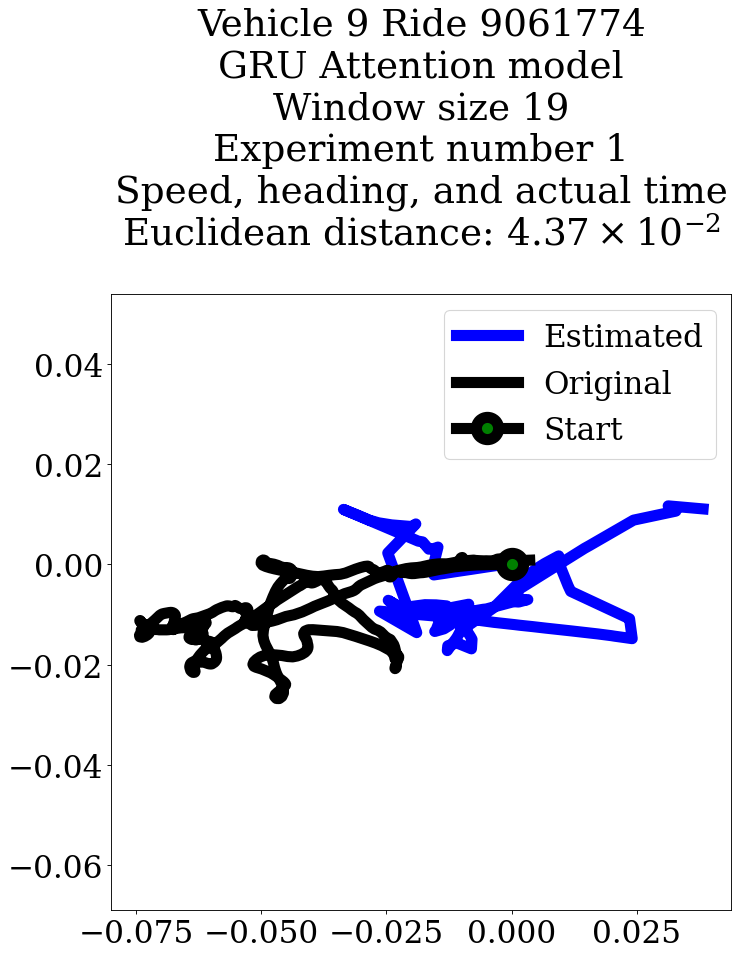 Vehicle 9 Ride 9061774
GRU Attention model
Window size 19
Experiment number 1
Speed, heading, and actual time
Euclidean distance: 4.37 × 10⁻²
Estimated
Original
Start
0.04
0.02
0.00
−0.02
−0.04
−0.06
−0.075 −0.050 −0.025 0.000 0.025